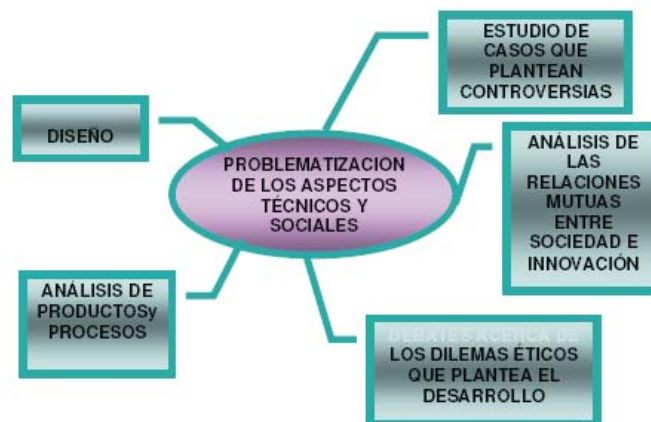 ESTUDIO DE
CASOS QUE
PLANTEAN
CONTROVERSIAS
DISEÑO
PROBLEMATIZACION
DE LOS ASPECTOS
TÉCNICOS Y
SOCIALES
ANÁLISIS DE
LAS
RELACIONES
MUTUAS
ENTRE
SOCIEDAD E
INNOVACIÓN
ANÁLISIS DE
PRODUCTOSy
PROCESOS
DEBATES ACERCA DE
LOS DILEMAS ÉTICOS
QUE PLANTEA EL
DESARROLLO